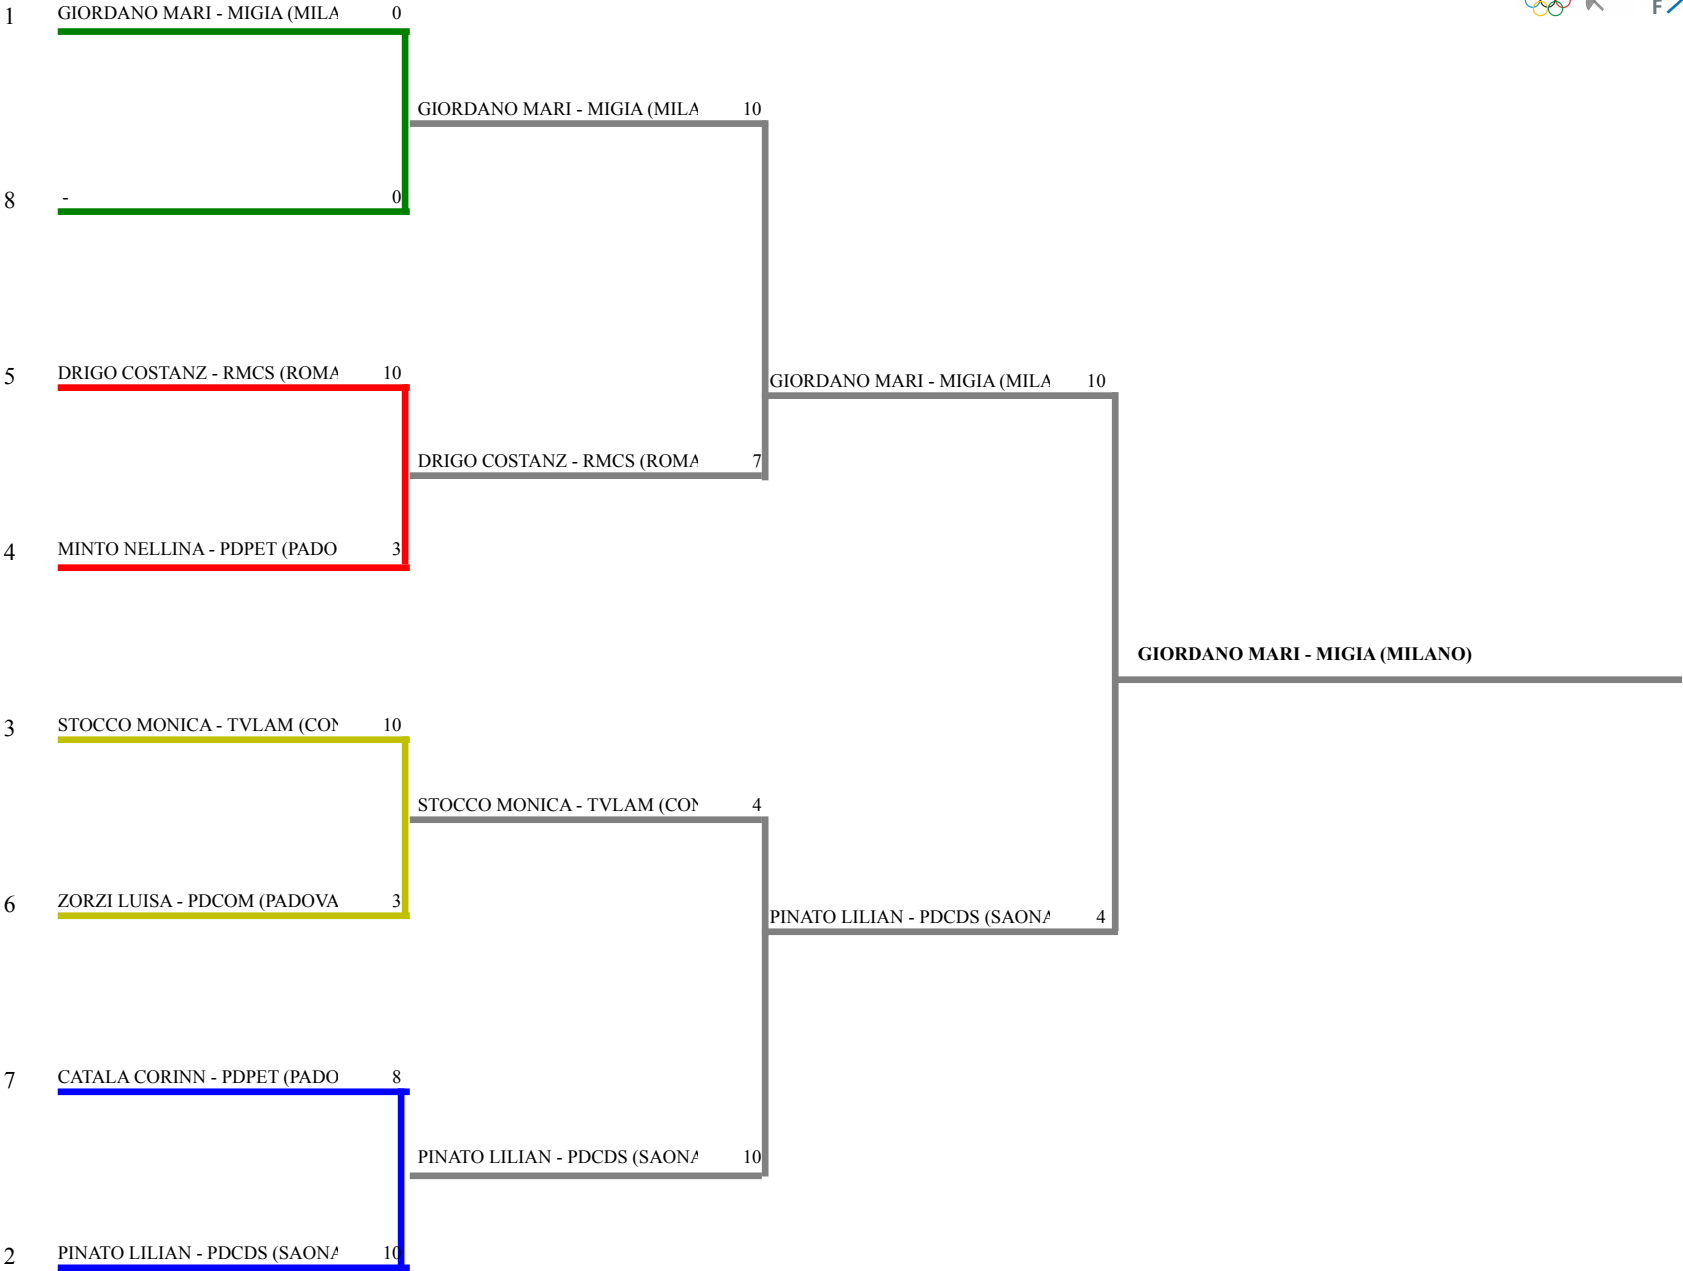 1 GIORDANO MARI - MIGIA (MILA 0
F
GIORDANO MARI - MIGIA (MILA 10
8 - 0
5 DRIGO COSTANZ - RMCS (ROMA 10
GIORDANO MARI - MIGIA (MILA 10
DRIGO COSTANZ - RMCS (ROMA 7
4 MINTO NELLINA - PDPET (PADO 3
GIORDANO MARI - MIGIA (MILANO)
3 STOCCO MONICA - TVLAM (CON 10
STOCCO MONICA - TVLAM (CON 4
6 ZORZI LUISA - PDCOM (PADOVA 3
PINATO LILIAN - PDCDS (SAONA 4
7 CATALA CORINN - PDPET (PADO 8
PINATO LILIAN - PDCDS (SAONA 10
2 PINATO LILIAN - PDCDS (SAONA 10